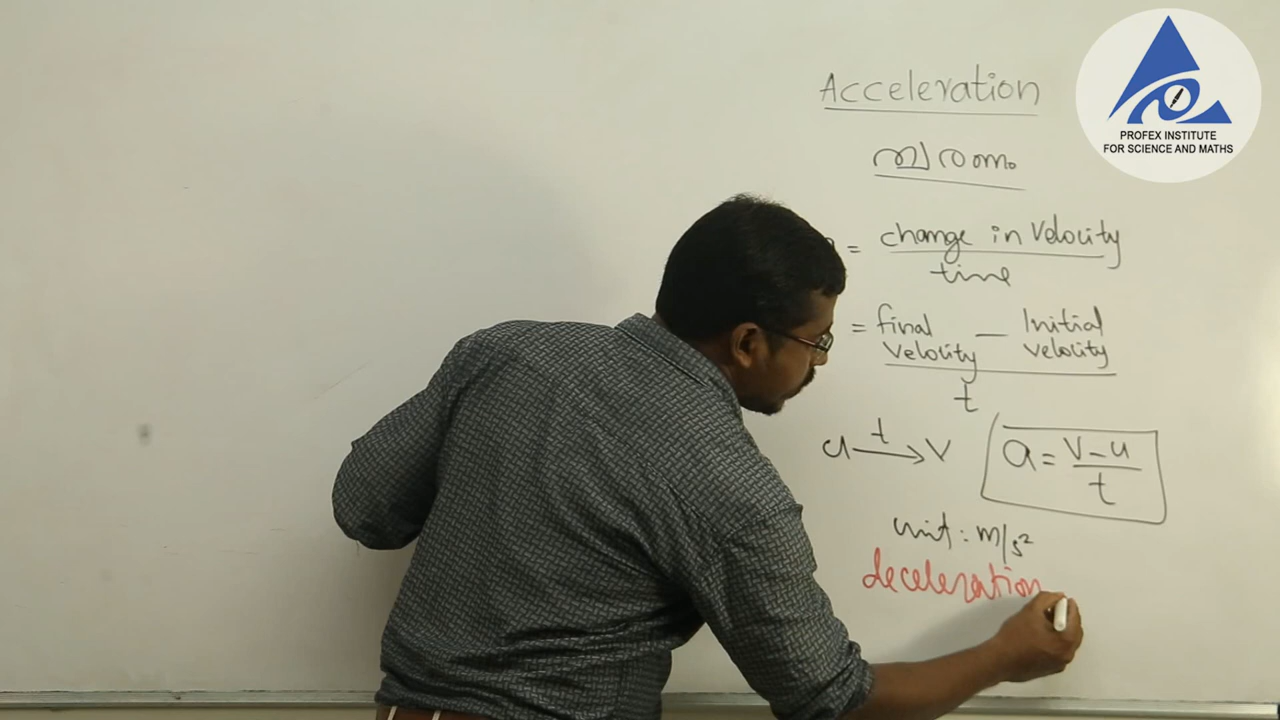 Acceleration
ത്വരണം
= change in Velocity
time
= final — Initial
Velocity velocity
t
u t→ v a = v - u
t
unit : m/s²
deceleration
PROFEX INSTITUTE
FOR SCIENCE AND MATHS